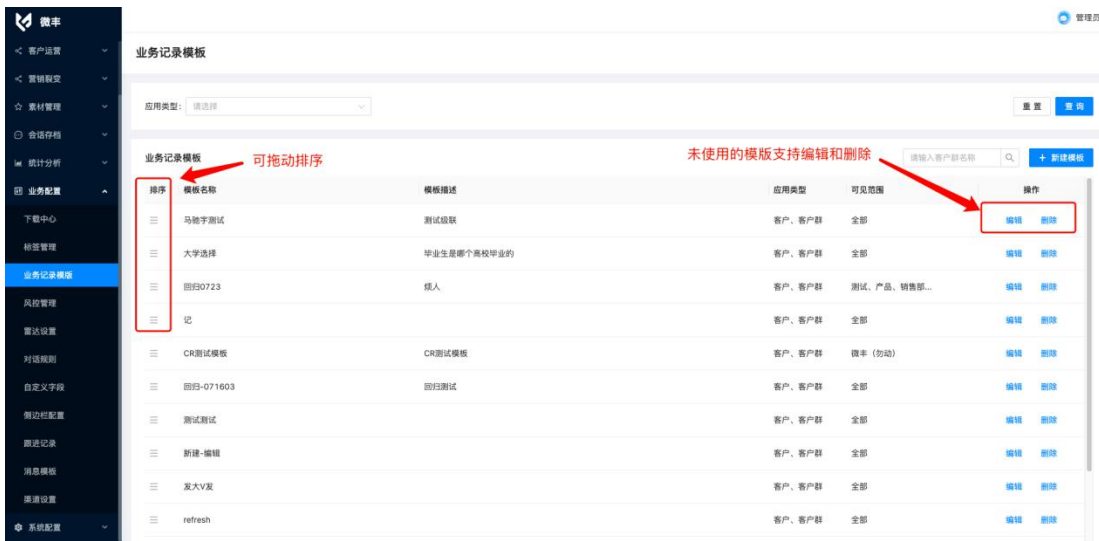 微丰
管理员
客户运营
业务记录模板
营销裂变
素材管理
应用类型: 请选择
重置 查询
会话存档
统计分析
业务记录模板 可拖动排序 未使用的模版支持编辑和删除 请输入客户群名称 + 新建模板
业务配置
排序 模板名称 模板描述 应用类型 可见范围 操作
下载中心
马驰宇测试 测试级联 客户、客户群 全部 编辑 删除
标签管理
大学选择 毕业生是哪个高校毕业的 客户、客户群 全部 编辑 删除
业务记录模版
回归0723 烦人 客户、客户群 测试、产品、销售部... 编辑 删除
风控管理
记 客户、客户群 全部 编辑 删除
雷达设置
CR测试模板 CR测试模板 客户、客户群 微丰（勿动） 编辑 删除
对话规则
自定义字段
回归-071603 回归测试 客户、客户群 全部 编辑 删除
侧边栏配置
测试测试 客户、客户群 全部 编辑 删除
跟进记录
新建-编辑 客户、客户群 全部 编辑 删除
消息模板
发大V发 客户、客户群 全部 编辑 删除
渠道设置
refresh 客户、客户群 全部 编辑 删除
系统配置